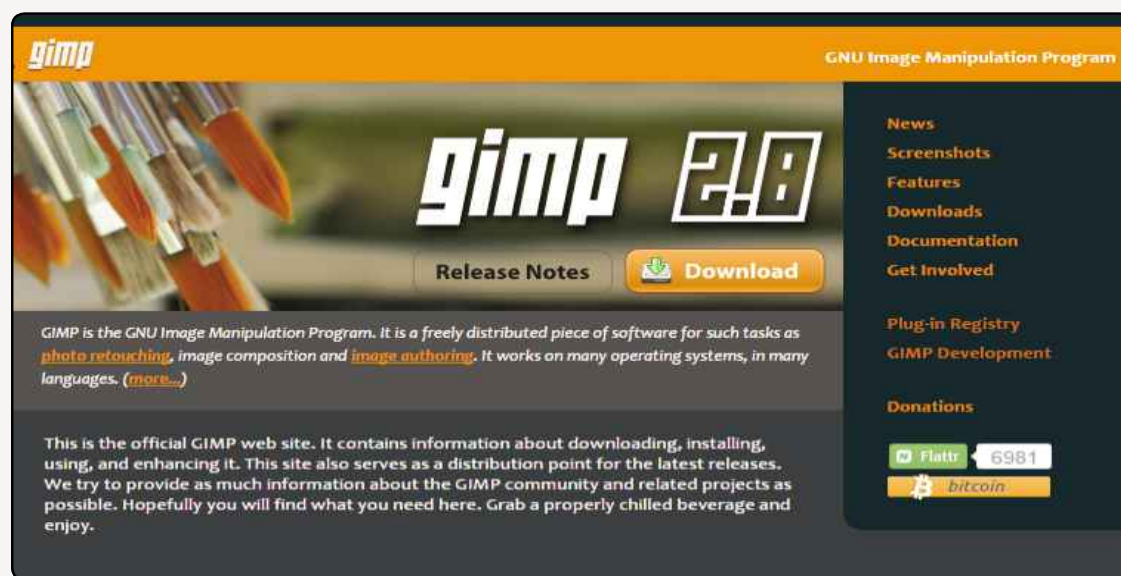 gimp
GNU Image Manipulation Program
gimp 2.8
Release Notes
Download
GIMP is the GNU Image Manipulation Program. It is a freely distributed piece of software for such tasks as
photo retouching, image composition and image authoring. It works on many operating systems, in many
languages. (more...)
This is the official GIMP web site. It contains information about downloading, installing,
using, and enhancing it. This site also serves as a distribution point for the latest releases.
We try to provide as much information about the GIMP community and related projects as
possible. Hopefully you will find what you need here. Grab a properly chilled beverage and
enjoy.
News
Screenshots
Features
Downloads
Documentation
Get Involved
Plug-in Registry
GIMP Development
Donations
Flattr 6981
bitcoin